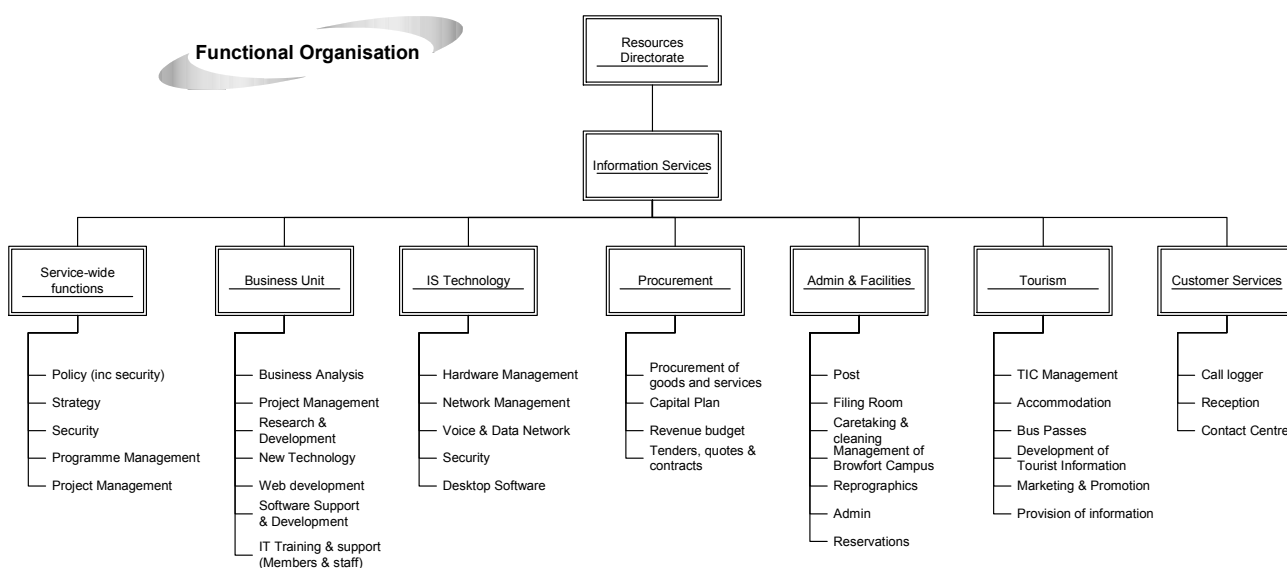 Functional Organisation
Resources
Directorate
Information Services
Service-wide
functions
Business Unit
IS Technology
Procurement
Admin & Facilities
Tourism
Customer Services
Policy (inc security)
Strategy
Security
Programme Management
Project Management
Business Analysis
Project Management
Research &
Development
New Technology
Web development
Software Support
& Development
IT Training & support
(Members & staff)
Hardware Management
Network Management
Voice & Data Network
Security
Desktop Software
Procurement of
goods and services
Capital Plan
Revenue budget
Tenders, quotes &
contracts
Post
Filing Room
Caretaking &
cleaning
Management of
Browfort Campus
Reprographics
Admin
Reservations
TIC Management
Accommodation
Bus Passes
Development of
Tourist Information
Marketing & Promotion
Provision of information
Call logger
Reception
Contact Centre